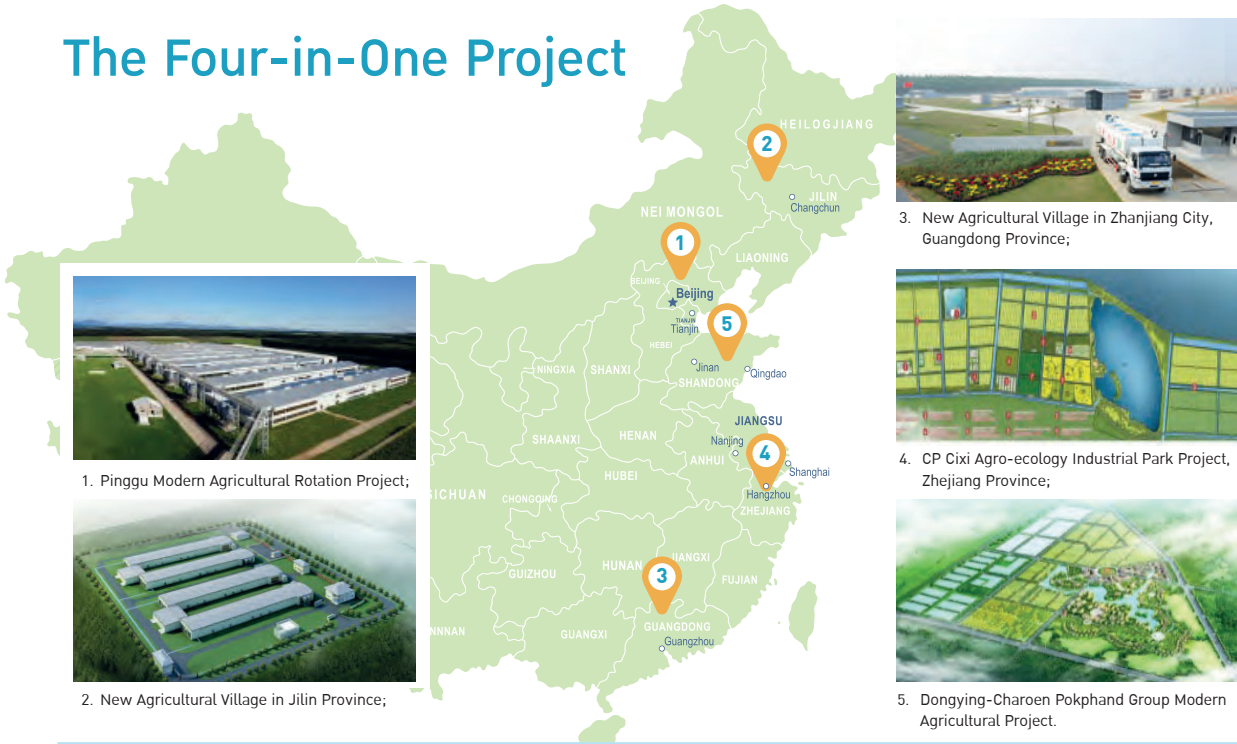 The Four-in-One Project
HEILOGJIANG
2
JILIN
Changchun
NEI MONGOL
1
LIAONING
BEIJING
Beijing
TIANJIN
Tianjin
5
HEBEI
Jinan
Qingdao
NINGXIA
SHANXI
SHANDONG
JIANGSU
SHAANXI
HENAN
Nanjing
4
ANHUI
Shanghai
HUBEI
Hangzhou
CHONGQING
ZHEJIANG
HUNAN
JIANGXI
3
GUIZHOU
FUJIAN
GUANGXI
GUANGDONG
Guangzhou
ICHUAN
NNNAN
1. Pinggu Modern Agricultural Rotation Project;
2. New Agricultural Village in Jilin Province;
3. New Agricultural Village in Zhanjiang City,
Guangdong Province;
4. CP Cixi Agro-ecology Industrial Park Project,
Zhejiang Province;
5. Dongying-Charoen Pokphand Group Modern
Agricultural Project.